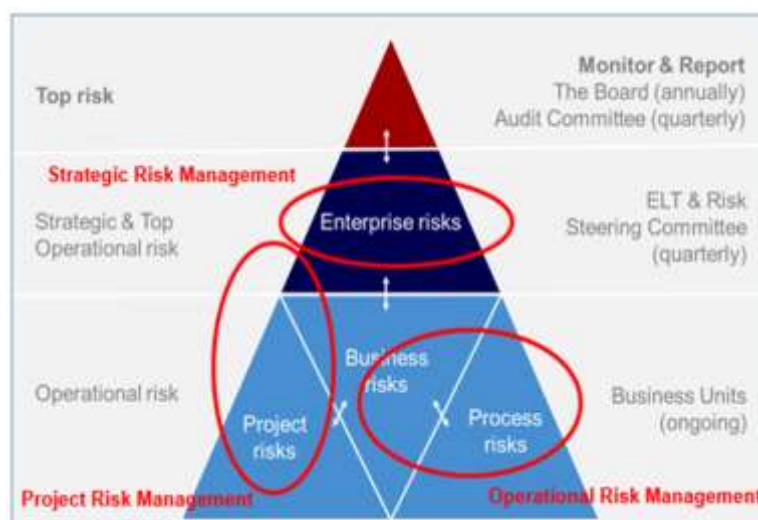 Top risk
Monitor & Report
The Board (annually)
Audit Committee (quarterly)
Strategic Risk Management
Strategic & Top
Operational risk
Enterprise risks
ELT & Risk
Steering Committee
(quarterly)
Operational risk
Business
risks
Project
risks
Process
risks
Business Units
(ongoing)
Project Risk Management
Operational Risk Management